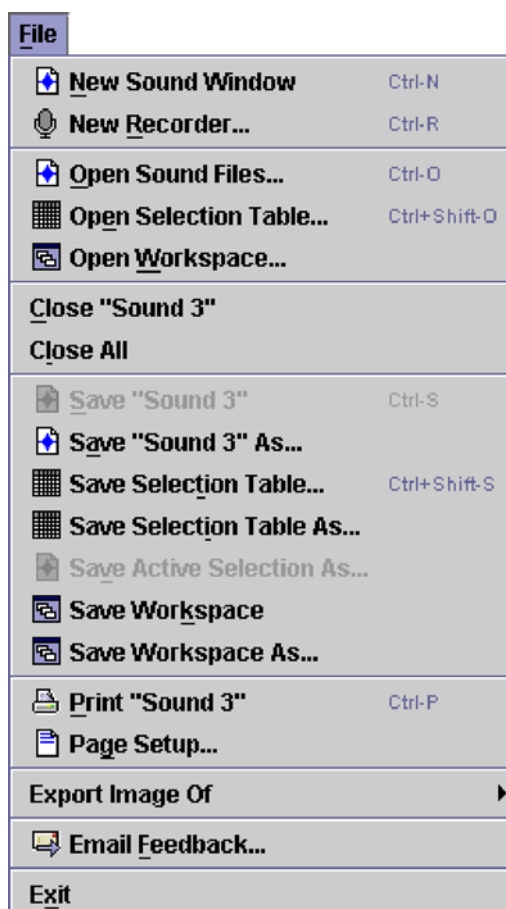 File
New Sound Window Ctrl-N
New Recorder... Ctrl-R
Open Sound Files... Ctrl-O
Open Selection Table... Ctrl+Shift-O
Open Workspace...
Close "Sound 3"
Close All
Save "Sound 3" Ctrl-S
Save "Sound 3" As...
Save Selection Table... Ctrl+Shift-S
Save Selection Table As...
Save Active Selection As...
Save Workspace
Save Workspace As...
Print "Sound 3" Ctrl-P
Page Setup...
Export Image Of
Email Feedback...
Exit